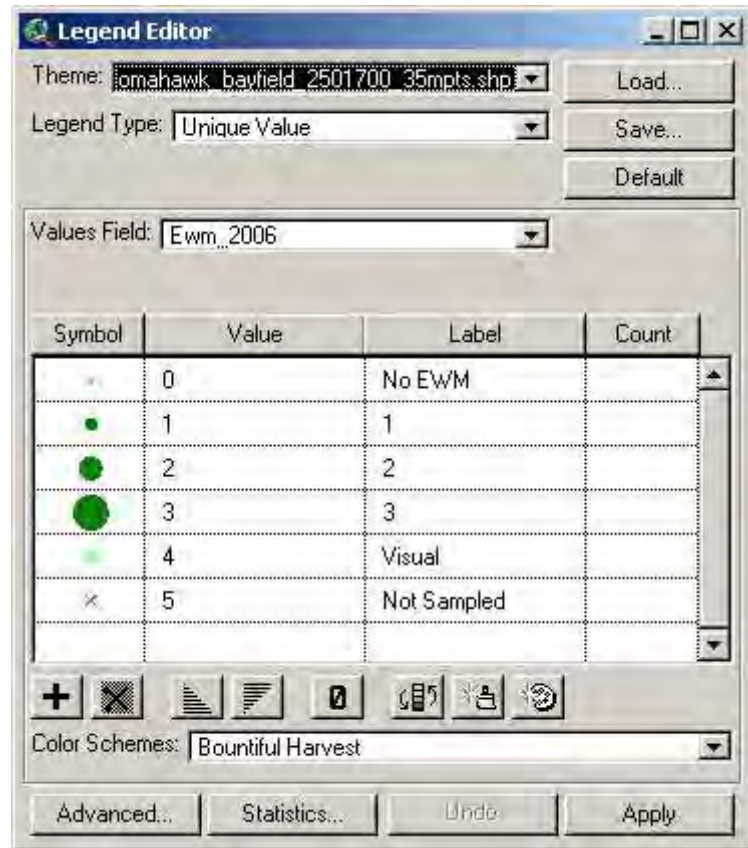 Legend Editor
Theme: omahawk_bayfield_2501700_35mpts.shp
Load...
Legend Type: Unique Value
Save...
Default
Values Field: Ewm_2006
Symbol Value Label Count
0 No EWM
1 1
2 2
3 3
4 Visual
5 Not Sampled
0
Color Schemes: Bountiful Harvest
Advanced... Statistics... Undo Apply